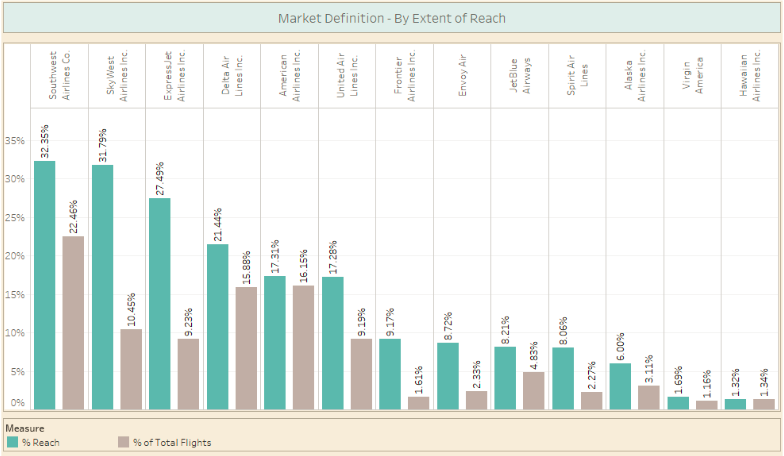 Market Definition - By Extent of Reach
Southwest
Airlines Co.
SkyWest
Airlines Inc.
ExpressJet
Airlines Inc.
Delta Air
Lines Inc.
American
Airlines Inc.
United Air
Lines Inc.
Frontier
Airlines Inc.
Envoy Air
JetBlue
Airways
Spirit Air
Lines
Alaska
Airlines Inc.
Virgin
America
Hawaiian
Airlines Inc.
35%
30%
25%
20%
15%
10%
5%
0%
32.35%
22.46%
31.79%
10.45%
27.49%
9.23%
21.44%
15.88%
17.31%
16.15%
17.28%
9.19%
9.17%
1.61%
8.72%
2.33%
8.21%
4.83%
8.06%
2.27%
6.00%
3.11%
1.69%
1.16%
1.32%
1.34%
Measure
% Reach
% of Total Flights